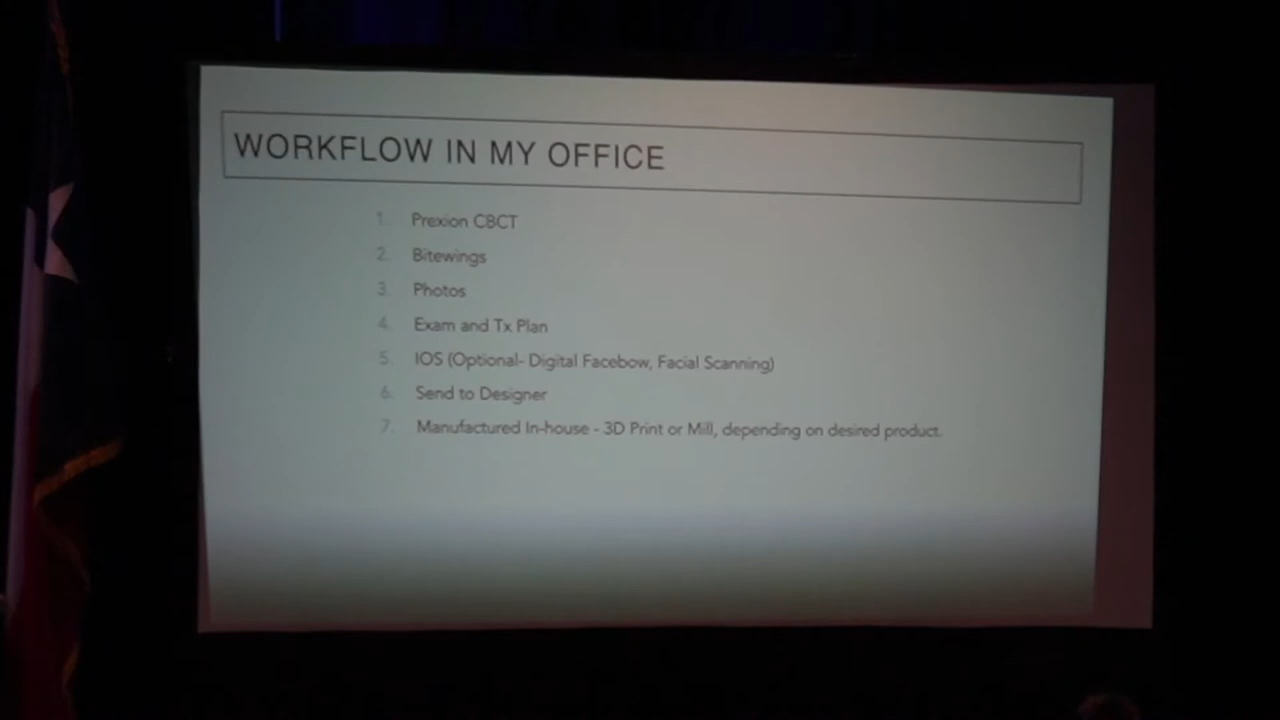 WORKFLOW IN MY OFFICE
1. Prexion CBCT
2. Bitewings
3. Photos
4. Exam and Tx Plan
5. IOS (Optional- Digital Facebow, Facial Scanning)
6. Send to Designer
7. Manufactured In-house - 3D Print or Mill, depending on desired product.